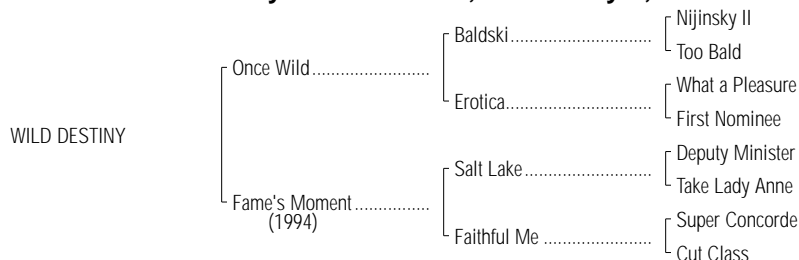 Nijinsky II
Baldski
Too Bald
Once Wild
What a Pleasure
Erotica
First Nominee
WILD DESTINY
Deputy Minister
Salt Lake
Take Lady Anne
Fame's Moment
(1994)
Super Concorde
Faithful Me
Cut Class